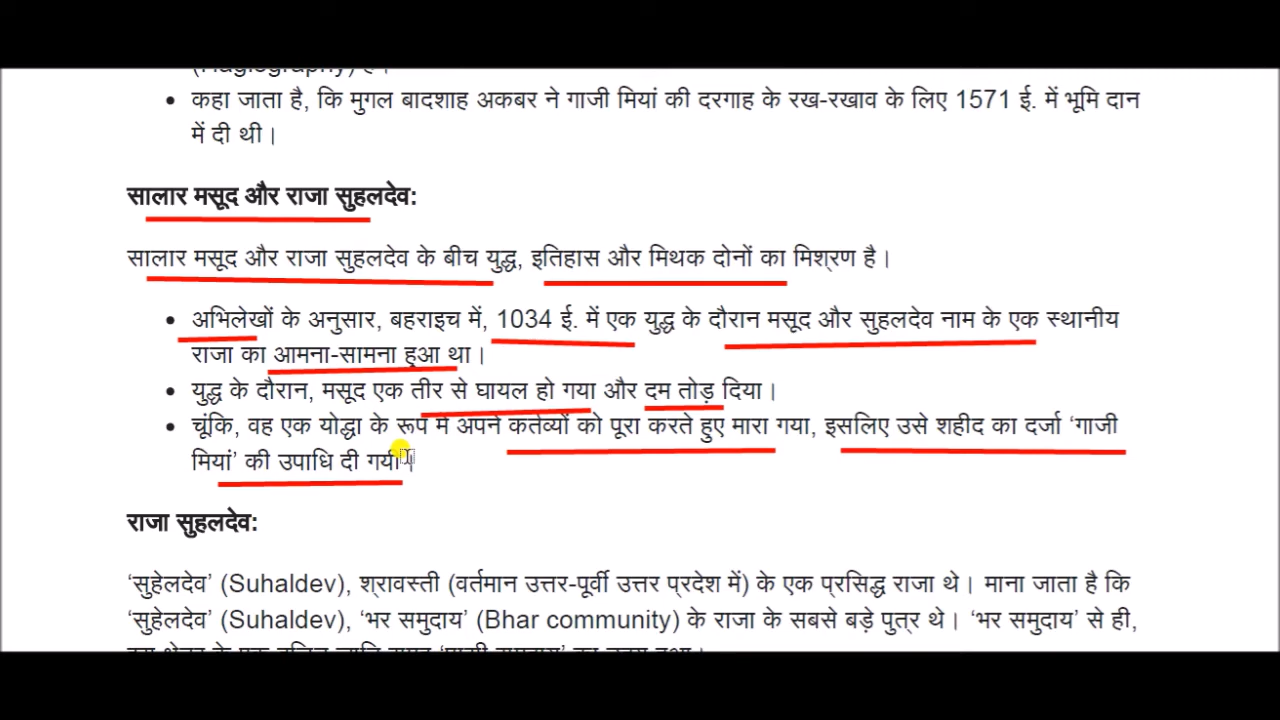 (Hagiography) है।
कहा जाता है, कि मुगल बादशाह अकबर ने गाजी मियां की दरगाह के रख-रखाव के लिए 1571 ई. में भूमि दान
में दी थी।
सालार मसूद और राजा सुहलदेव:
सालार मसूद और राजा सुहलदेव के बीच युद्ध, इतिहास और मिथक दोनों का मिश्रण है।
अभिलेखों के अनुसार, बहराइच में, 1034 ई. में एक युद्ध के दौरान मसूद और सुहलदेव नाम के एक स्थानीय
राजा का आमना-सामना हुआ था।
युद्ध के दौरान, मसूद एक तीर से घायल हो गया और दम तोड़ दिया।
चूंकि, वह एक योद्धा के रूप में अपने कर्तव्यों को पूरा करते हुए मारा गया, इसलिए उसे शहीद का दर्जा ‘गाजी
मियां’ की उपाधि दी गयी।
राजा सुहलदेव:
‘सुहेलदेव’ (Suhaldev), श्रावस्ती (वर्तमान उत्तर-पूर्वी उत्तर प्रदेश में) के एक प्रसिद्ध राजा थे। माना जाता है कि
‘सुहेलदेव’ (Suhaldev), ‘भर समुदाय’ (Bhar community) के राजा के सबसे बड़े पुत्र थे। ‘भर समुदाय’ से ही,